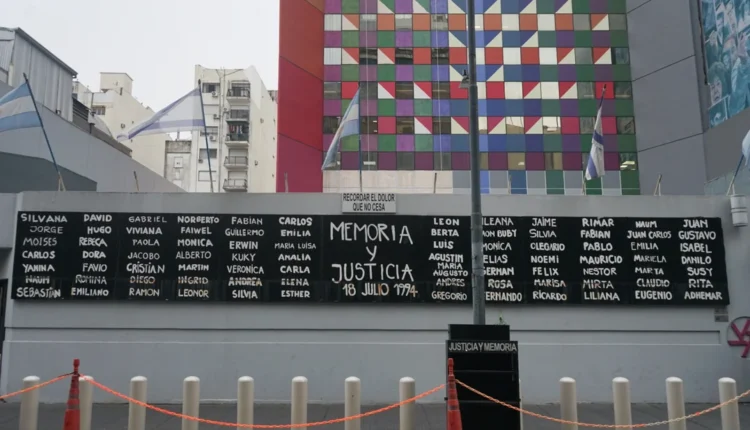 RECORDAR EL DOLOR
QUE NO CESA
SILVANA
JORGE
MOISES
CARLOS
YANINA
NAUM
SEBASTIAN
DAVID
HUGO
REBECA
DORA
FAVIO
ROMINA
EMILIANO
GABRIEL
VIVIANA
PAOLA
JACOBO
CRISTIAN
DIEGO
RAMON
NORBERTO
FAIWEL
MONICA
ALBERTO
MARTIN
INGRID
LEONOR
FABIAN
GUILLERMO
ERWIN
KUKY
VERONICA
ANDREA
SILVIA
CARLOS
EMILIA
MARIA LUISA
AMALIA
CARLA
ELENA
ESTHER
MEMORIA
Y
JUSTICIA
18 JULIO 1994
LEON
BERTA
LUIS
AGUSTIN
MARIA
ANDRES
AUGUSTO
GREGORIO
ILEANA
MON RUBY
MONICA
ELIAS
GERMAN
ROSA
FERNANDO
JAIME
SILVIA
OLEGARIO
NOEMI
FELIX
MARISA
RICARDO
RIMAR
FABIAN
PABLO
MAURICIO
NESTOR
MIRTA
LILIANA
NAUM
JUAN CARLOS
EMILIA
MARIELA
MARTA
CLAUDIO
EUGENIO
JUAN
GUSTAVO
ISABEL
DANILO
SUSY
RITA
ADHEMAR
JUSTICIA Y MEMORIA